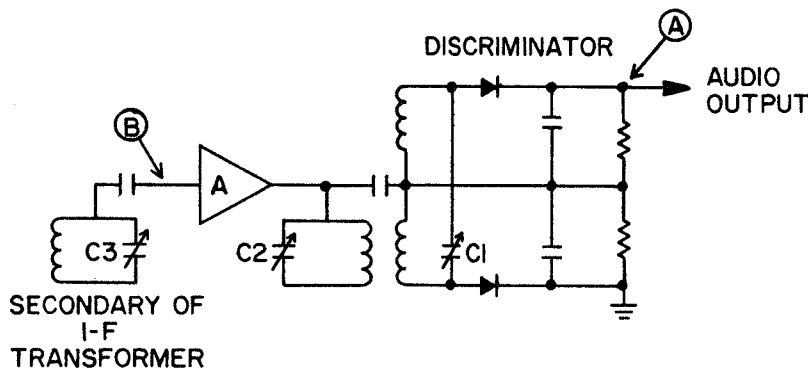 DISCRIMINATOR
A
AUDIO
OUTPUT
B
A
C3
C2
C1
SECONDARY OF
I-F
TRANSFORMER